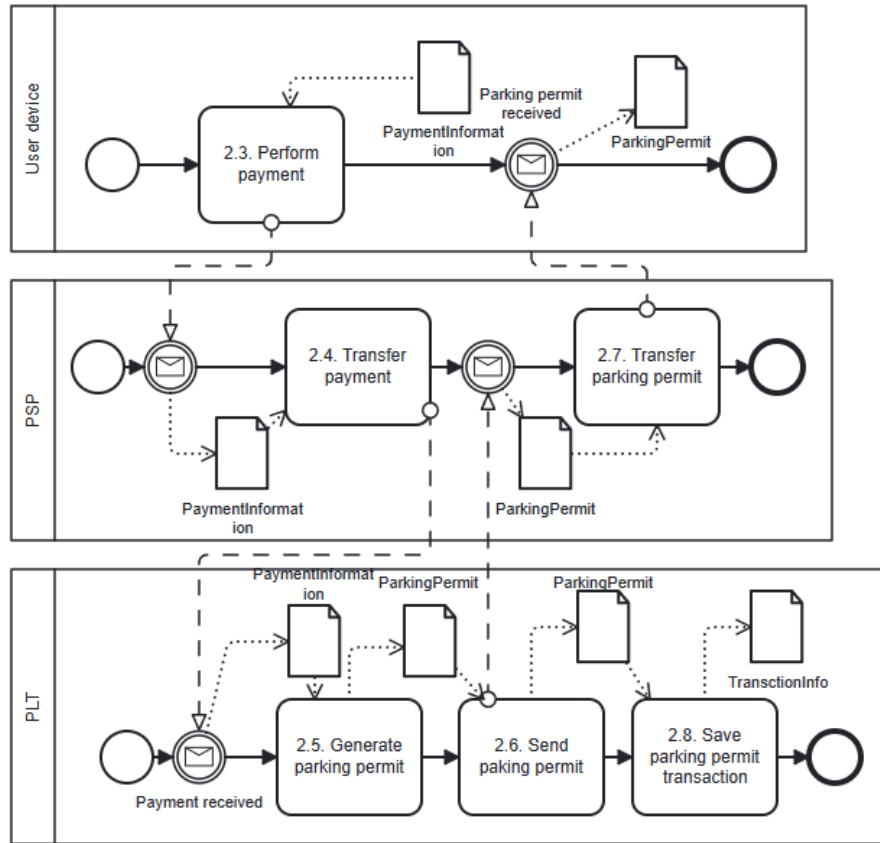 User device
PaymentInformat
ion
Parking permit
received
ParkingPermit
2.3. Perform
payment
PSP
2.4. Transfer
payment
2.7. Transfer
parking permit
PaymentInformat
ion
ParkingPermit
PLT
PaymentInformat
ion
ParkingPermit
ParkingPermit
TransctionInfo
2.5. Generate
parking permit
2.6. Send
paking permit
2.8. Save
parking permit
transaction
Payment received